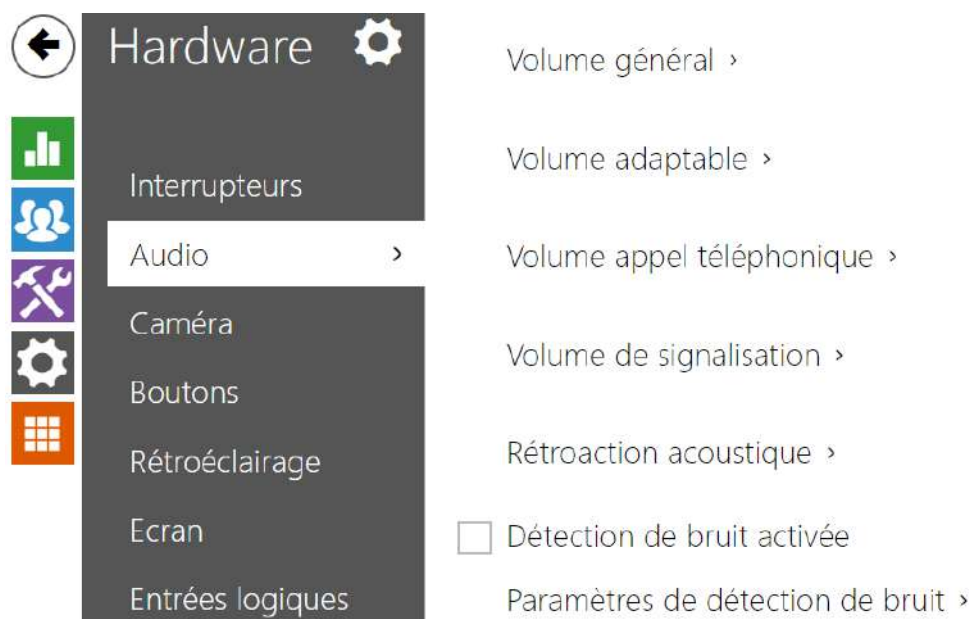 Hardware
Interrupteurs
Audio
Caméra
Boutons
Rétroéclairage
Ecran
Entrées logiques
Volume général
Volume adaptable
Volume appel téléphonique
Volume de signalisation
Rétroaction acoustique
Détection de bruit activée
Paramètres de détection de bruit